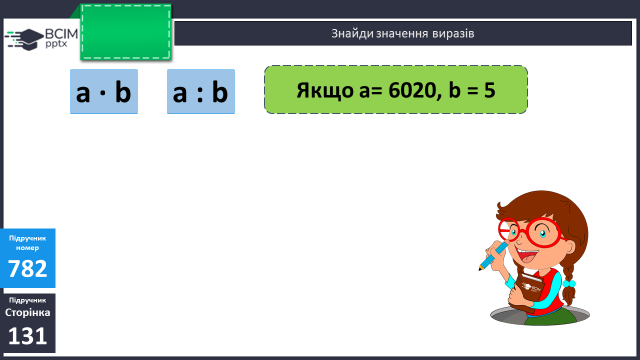 Знайди значення виразів
ВСІМ
pptx
a · b
a : b
Якщо а= 6020, b = 5
Підручник
номер
782
Підручник
Сторінка
131